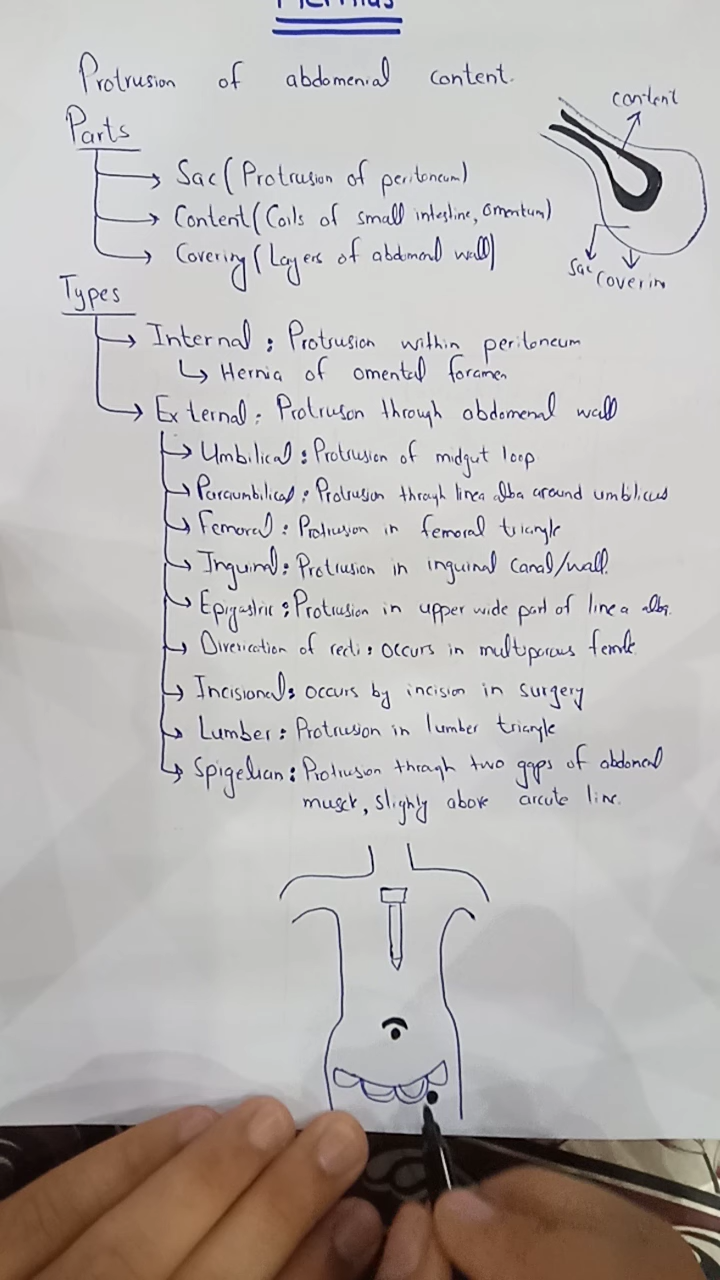 Hernias
Protrusion of abdomenial content.
Parts
Sac (Protrusion of peritoneum)
Content (Coils of small intestine, Omentum)
Covering (Layers of abdomenal wall)
content
Sac
Coverin
Types
Internal : Protrusion within peritoneum
Hernia of omental foramen
External : Protruson through abdomenal wall
Umbilical : Protrusion of midgut loop
Paraumbilical : Protrusion through linea alba around umblicus
Femoral : Protrusion in femoral triangle
Inguinal : Protrusion in inguinal canal/wall.
Epigastric : Protrusion in upper wide part of linea alba.
Diverication of recti : occurs in multiparous female
Incisional : occurs by incision in surgery
Lumber : Protrusion in lumber triangle
Spigelian : Protrusion through two gaps of abdomenal
muscle, slighly above arcute line.